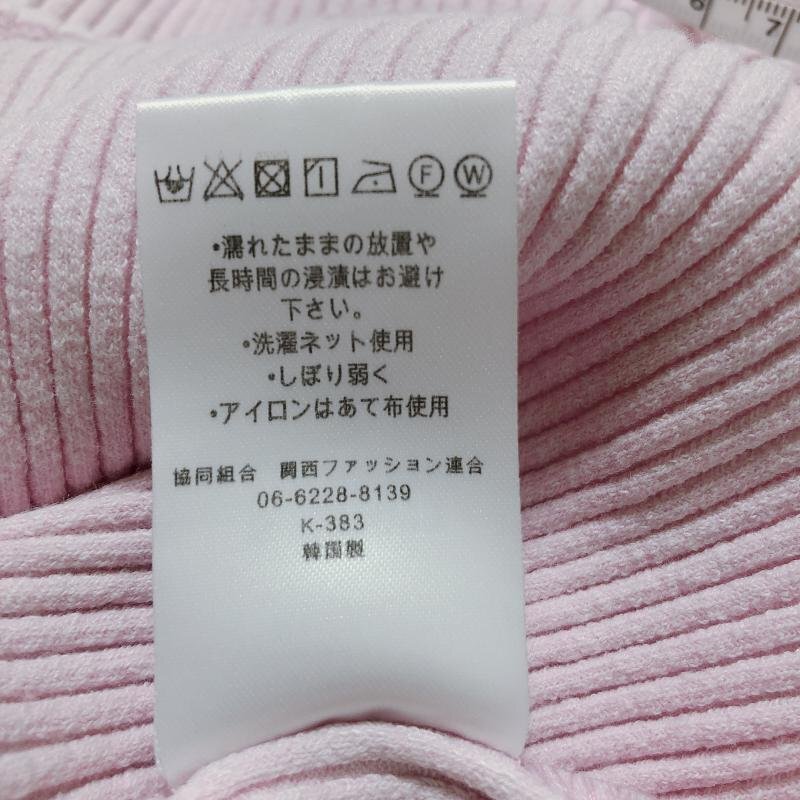 6 7
F W
•濡れたままの放置や
長時間の浸漬はお避け
下さい。
•洗濯ネット使用
•しぼり弱く
•アイロンはあて布使用
協同組合　関西ファッション連合
06-6228-8139
K-383
韓国製